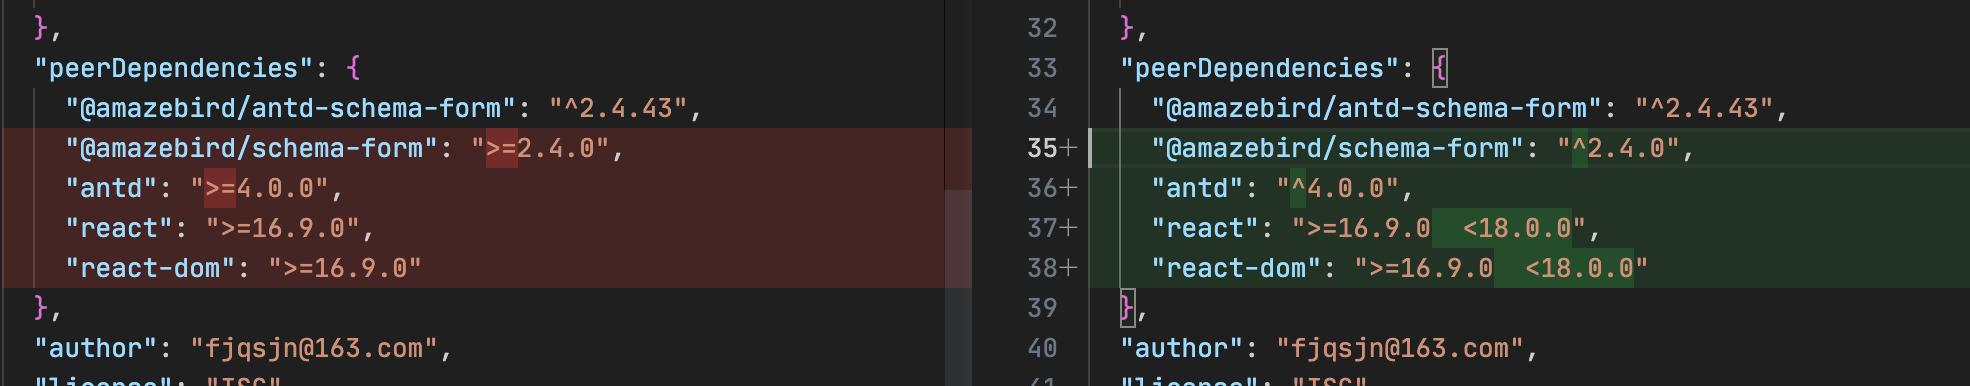 },
"peerDependencies": {
"@amazebird/antd-schema-form": "^2.4.43",
"@amazebird/schema-form": ">=2.4.0",
"antd": ">=4.0.0",
"react": ">=16.9.0",
"react-dom": ">=16.9.0"
},
"author": "fjqsjn@163.com",
"license": "ISC"
32 },
33 "peerDependencies": {
34 "@amazebird/antd-schema-form": "^2.4.43",
35+ "@amazebird/schema-form": "^2.4.0",
36+ "antd": "^4.0.0",
37+ "react": ">=16.9.0  <18.0.0",
38+ "react-dom": ">=16.9.0  <18.0.0"
39 },
40 "author": "fjqsjn@163.com",
41 "license": "ISC"